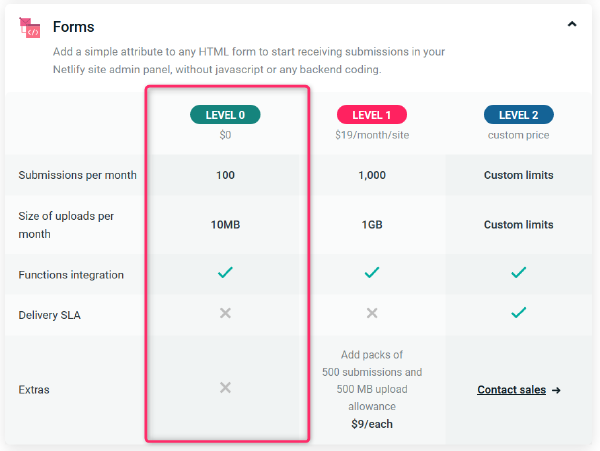 Forms
Add a simple attribute to any HTML form to start receiving submissions in your
Netlify site admin panel, without javascript or any backend coding.
LEVEL 0
$0
LEVEL 1
$19/month/site
LEVEL 2
custom price
Submissions per month
100
1,000
Custom limits
Size of uploads per
month
10MB
1GB
Custom limits
Functions integration
Delivery SLA
Extras
Add packs of
500 submissions and
500 MB upload
allowance
$9/each
Contact sales →